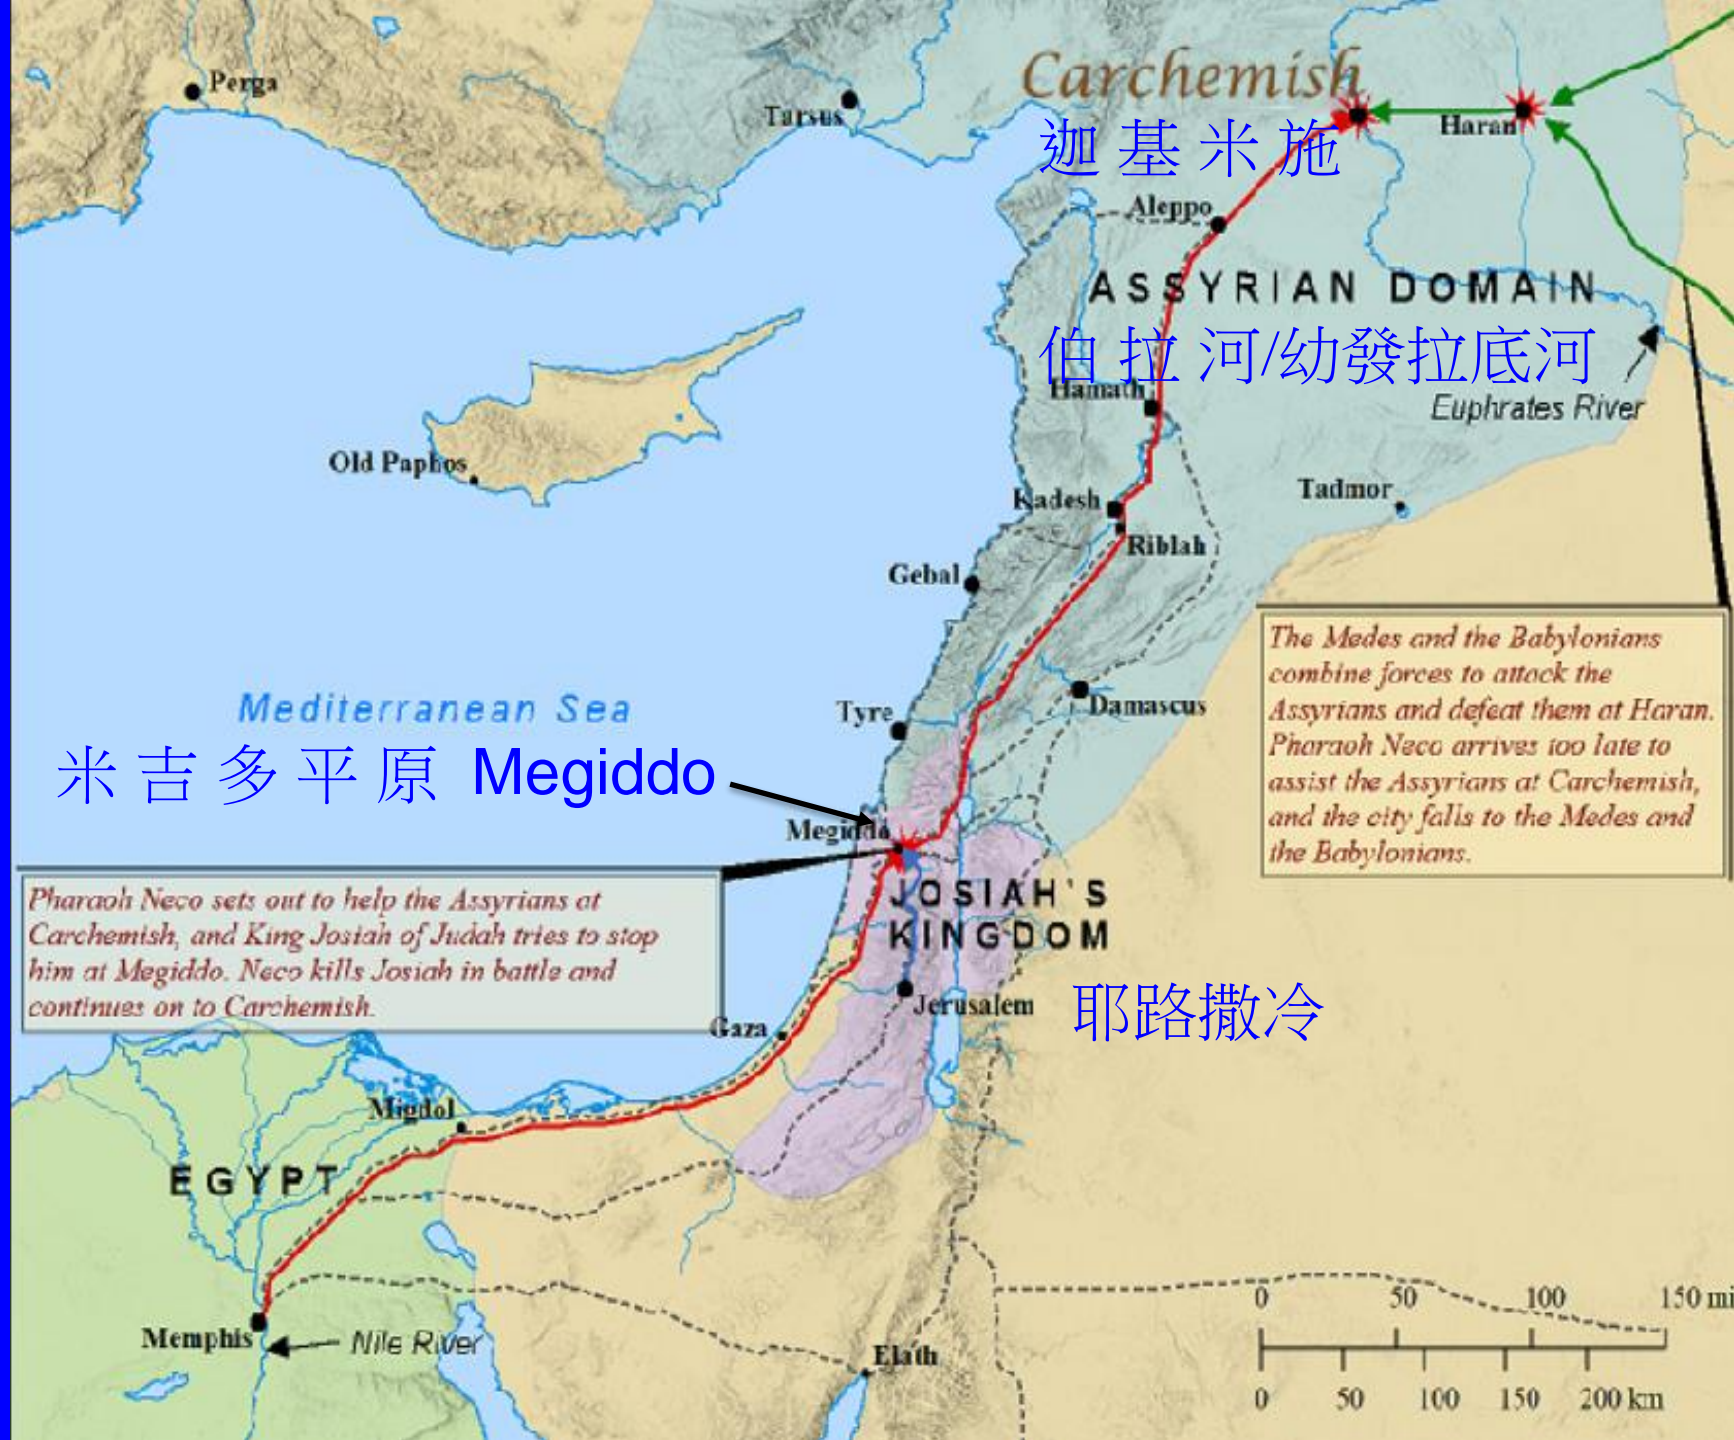 Perga
Carchemish
Tarsus
Haran
迦 基 米 施
Aleppo
ASSYRIAN DOMAIN
伯 拉 河/幼發拉底河
Hamath
Euphrates River
Old Paphos
Kadesh
Tadmor
Riblah
Gebal
The Medes and the Babylonians
combine forces to attack the
Assyrians and defeat them at Haran.
Pharaoh Neco arrives too late to
assist the Assyrians at Carchemish,
and the city falls to the Medes and
the Babylonians.
Mediterranean Sea
Tyre
Damascus
米 吉 多 平 原 Megiddo
Megiddo
Pharaoh Neco sets out to help the Assyrians at
Carchemish, and King Josiah of Judah tries to stop
him at Megiddo. Neco kills Josiah in battle and
continues on to Carchemish.
JOSIAH'S
KINGDOM
Jerusalem
耶路撒冷
Gaza
Migdol
EGYPT
Memphis
Nile River
Elath
0 50 100 150 mi
0 50 100 150 200 km